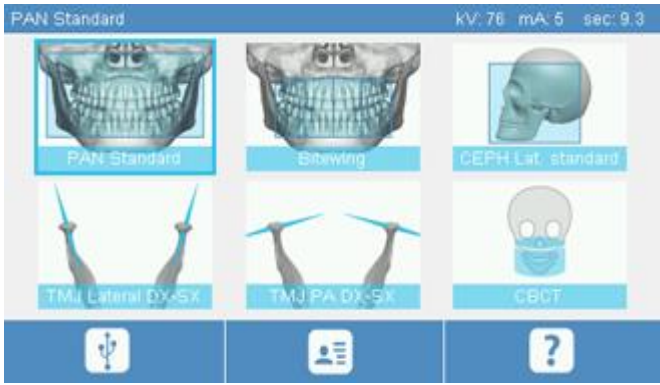 PAN Standard kV: 76 mA: 5 sec: 9.3
PAN Standard
Bitewing
CEPH Lat. standard
TMJ Lateral DX-SX
TMJ PA DX-SX
CBCT
?